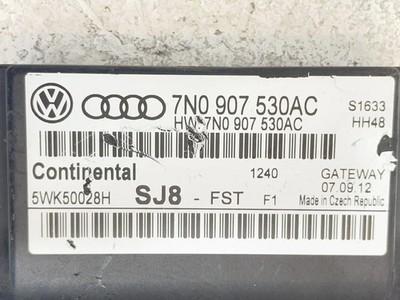 7N0 907 530AC S1633
HW 7N0 907 530AC HH48
Continental 1240 GATEWAY
07.09.12
5WK50028H SJ8 - FST F1 Made in Czech Republic